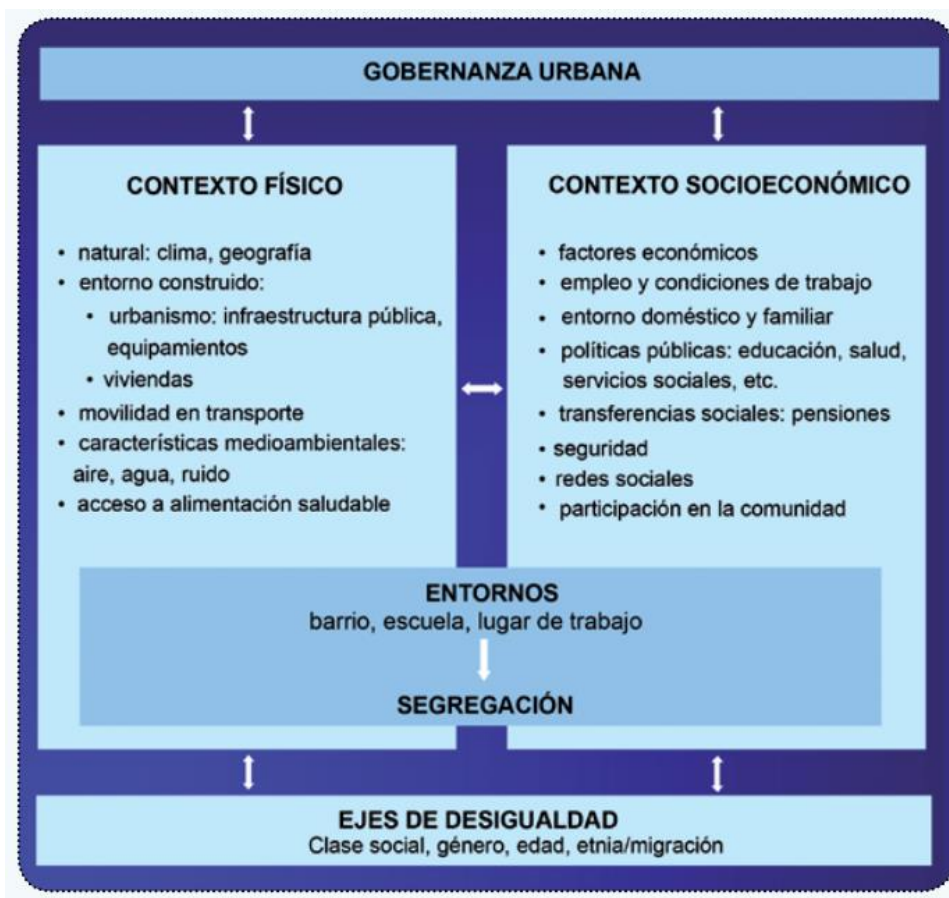 GOBERNANZA URBANA
CONTEXTO FÍSICO
• natural: clima, geografía
• entorno construido:
• urbanismo: infraestructura pública,
equipamientos
• viviendas
• movilidad en transporte
• características medioambientales:
aire, agua, ruido
• acceso a alimentación saludable
CONTEXTO SOCIOECONÓMICO
• factores económicos
• empleo y condiciones de trabajo
• entorno doméstico y familiar
• políticas públicas: educación, salud,
servicios sociales, etc.
• transferencias sociales: pensiones
• seguridad
• redes sociales
• participación en la comunidad
ENTORNOS
barrio, escuela, lugar de trabajo
SEGREGACIÓN
EJES DE DESIGUALDAD
Clase social, género, edad, etnia/migración